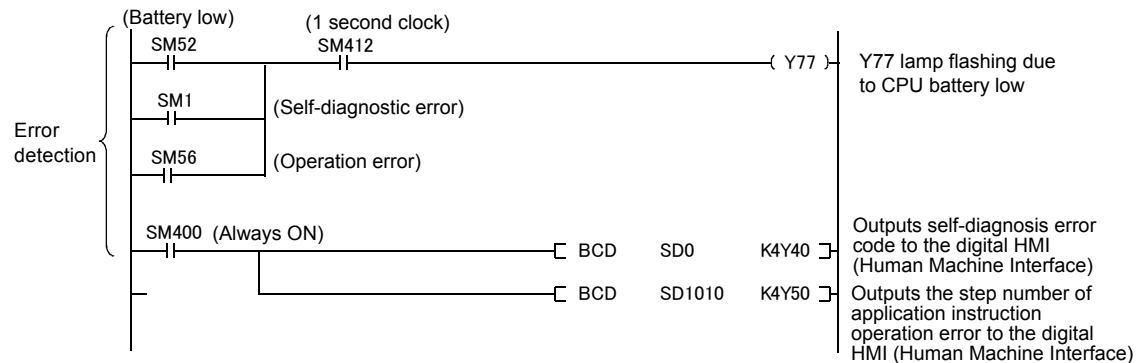 (Battery low)
(1 second clock)
SM52
SM412
Y77
Y77 lamp flashing due
to CPU battery low
SM1
(Self-diagnostic error)
Error
detection
SM56
(Operation error)
SM400
(Always ON)
BCD SD0 K4Y40
Outputs self-diagnosis error
code to the digital HMI
(Human Machine Interface)
BCD SD1010 K4Y50
Outputs the step number of
application instruction
operation error to the digital
HMI (Human Machine Interface)